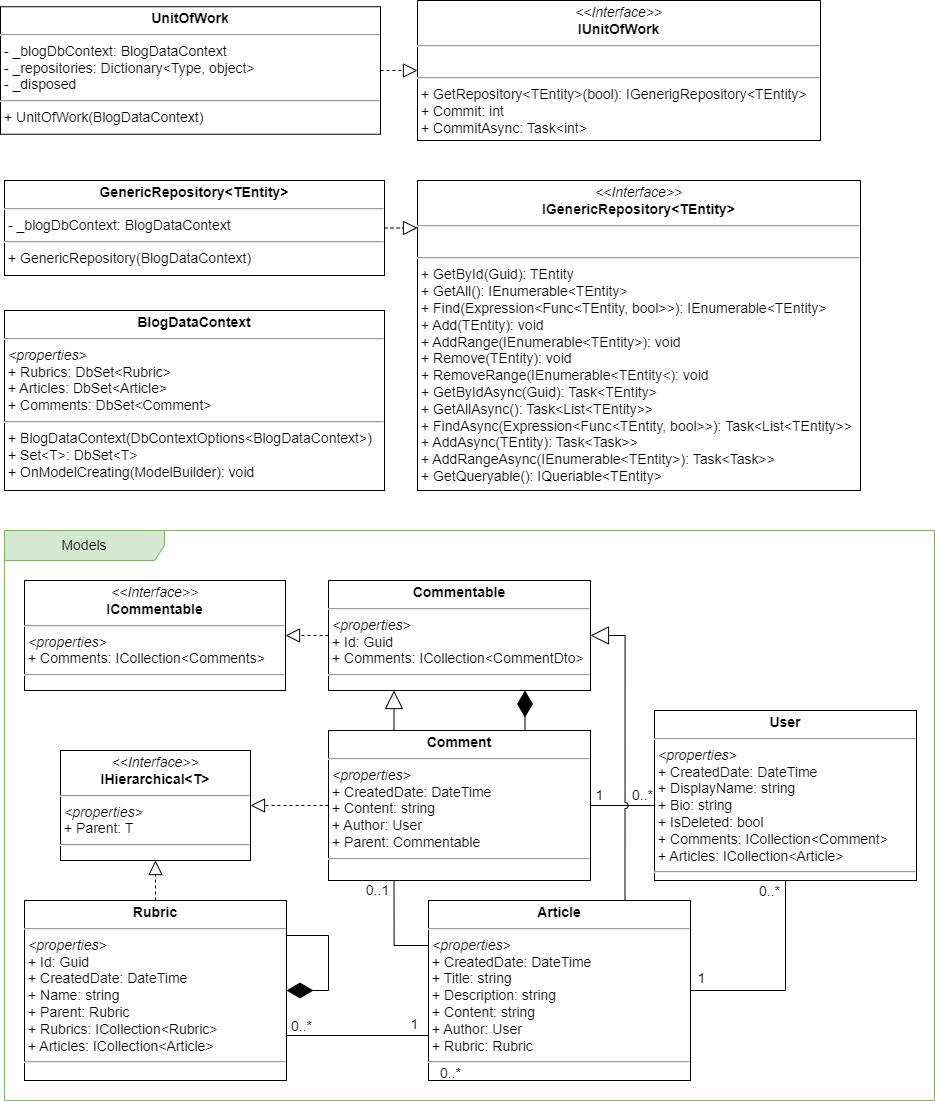 UnitOfWork
- _blogDbContext: BlogDataContext
- _repositories: Dictionary<Type, object>
- _disposed
+ UnitOfWork(BlogDataContext)
<<Interface>>
IUnitOfWork
+ GetRepository<TEntity>(bool): IGenerigRepository<TEntity>
+ Commit: int
+ CommitAsync: Task<int>
GenericRepository<TEntity>
- _blogDbContext: BlogDataContext
+ GenericRepository(BlogDataContext)
<<Interface>>
IGenericRepository<TEntity>
+ GetById(Guid): TEntity
+ GetAll(): IEnumerable<TEntity>
+ Find(Expression<Func<TEntity, bool>>): IEnumerable<TEntity>
+ Add(TEntity): void
+ AddRange(IEnumerable<TEntity>): void
+ Remove(TEntity): void
+ RemoveRange(IEnumerable<TEntity<): void
+ GetByIdAsync(Guid): Task<TEntity>
+ GetAllAsync(): Task<List<TEntity>>
+ FindAsync(Expression<Func<TEntity, bool>>): Task<List<TEntity>>
+ AddAsync(TEntity): Task<Task>>
+ AddRangeAsync(IEnumerable<TEntity>): Task<Task>>
+ GetQueryable(): IQueriable<TEntity>
BlogDataContext
<properties>
+ Rubrics: DbSet<Rubric>
+ Articles: DbSet<Article>
+ Comments: DbSet<Comment>
+ BlogDataContext(DbContextOptions<BlogDataContext>)
+ Set<T>: DbSet<T>
+ OnModelCreating(ModelBuilder): void
Models
<<Interface>>
ICommentable
<properties>
+ Comments: ICollection<Comments>
Commentable
<properties>
+ Id: Guid
+ Comments: ICollection<CommentDto>
<<Interface>>
IHierarchical<T>
<properties>
+ Parent: T
Comment
<properties>
+ CreatedDate: DateTime
+ Content: string
+ Author: User
+ Parent: Commentable
1
0..*
User
<properties>
+ CreatedDate: DateTime
+ DisplayName: string
+ Bio: string
+ IsDeleted: bool
+ Comments: ICollection<Comment>
+ Articles: ICollection<Article>
0..1
0..*
Rubric
<properties>
+ Id: Guid
+ CreatedDate: DateTime
+ Name: string
+ Parent: Rubric
+ Rubrics: ICollection<Rubric>
+ Articles: ICollection<Article>
0..*
1
Article
<properties>
+ CreatedDate: DateTime
+ Title: string
+ Description: string
+ Content: string
+ Author: User
+ Rubric: Rubric
0..*
1